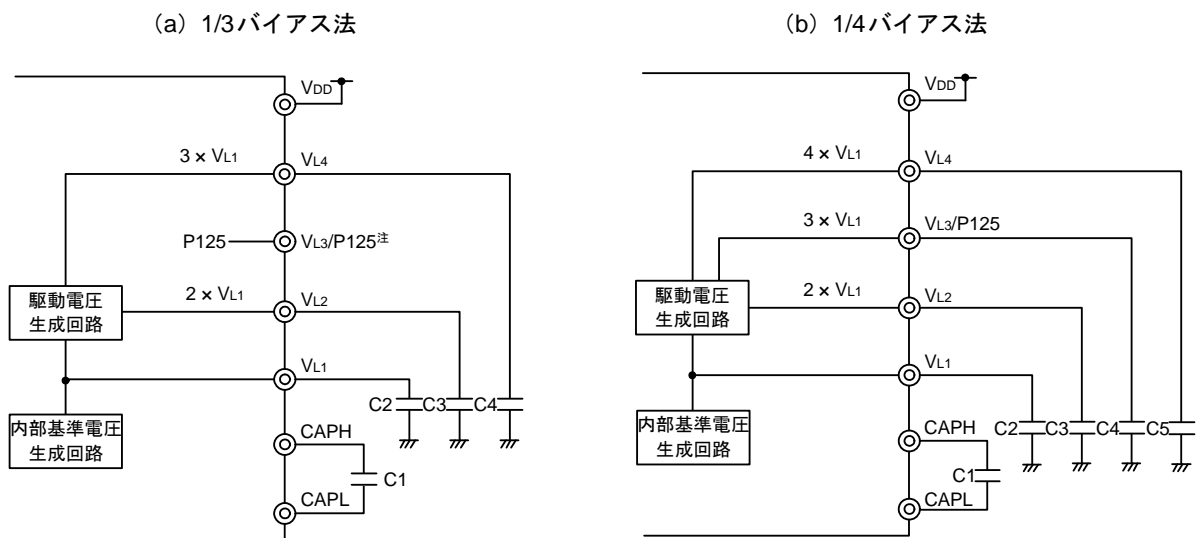 (a) 1/3バイアス法
VDD
3 × VL1
VL4
P125
VL3/P125注
駆動電圧
生成回路
2 × VL1
VL2
VL1
C2
C3
C4
内部基準電圧
生成回路
CAPH
C1
CAPL
(b) 1/4バイアス法
VDD
4 × VL1
VL4
3 × VL1
VL3/P125
駆動電圧
生成回路
2 × VL1
VL2
VL1
内部基準電圧
生成回路
CAPH
C2
C3
C4
C5
C1
CAPL